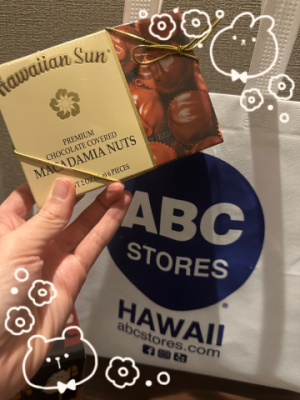 Hawaiian Sun
PREMIUM
CHOCOLATE COVERED
MACADAMIA NUTS
ABC
STORES
HAWAII
abcstores.com